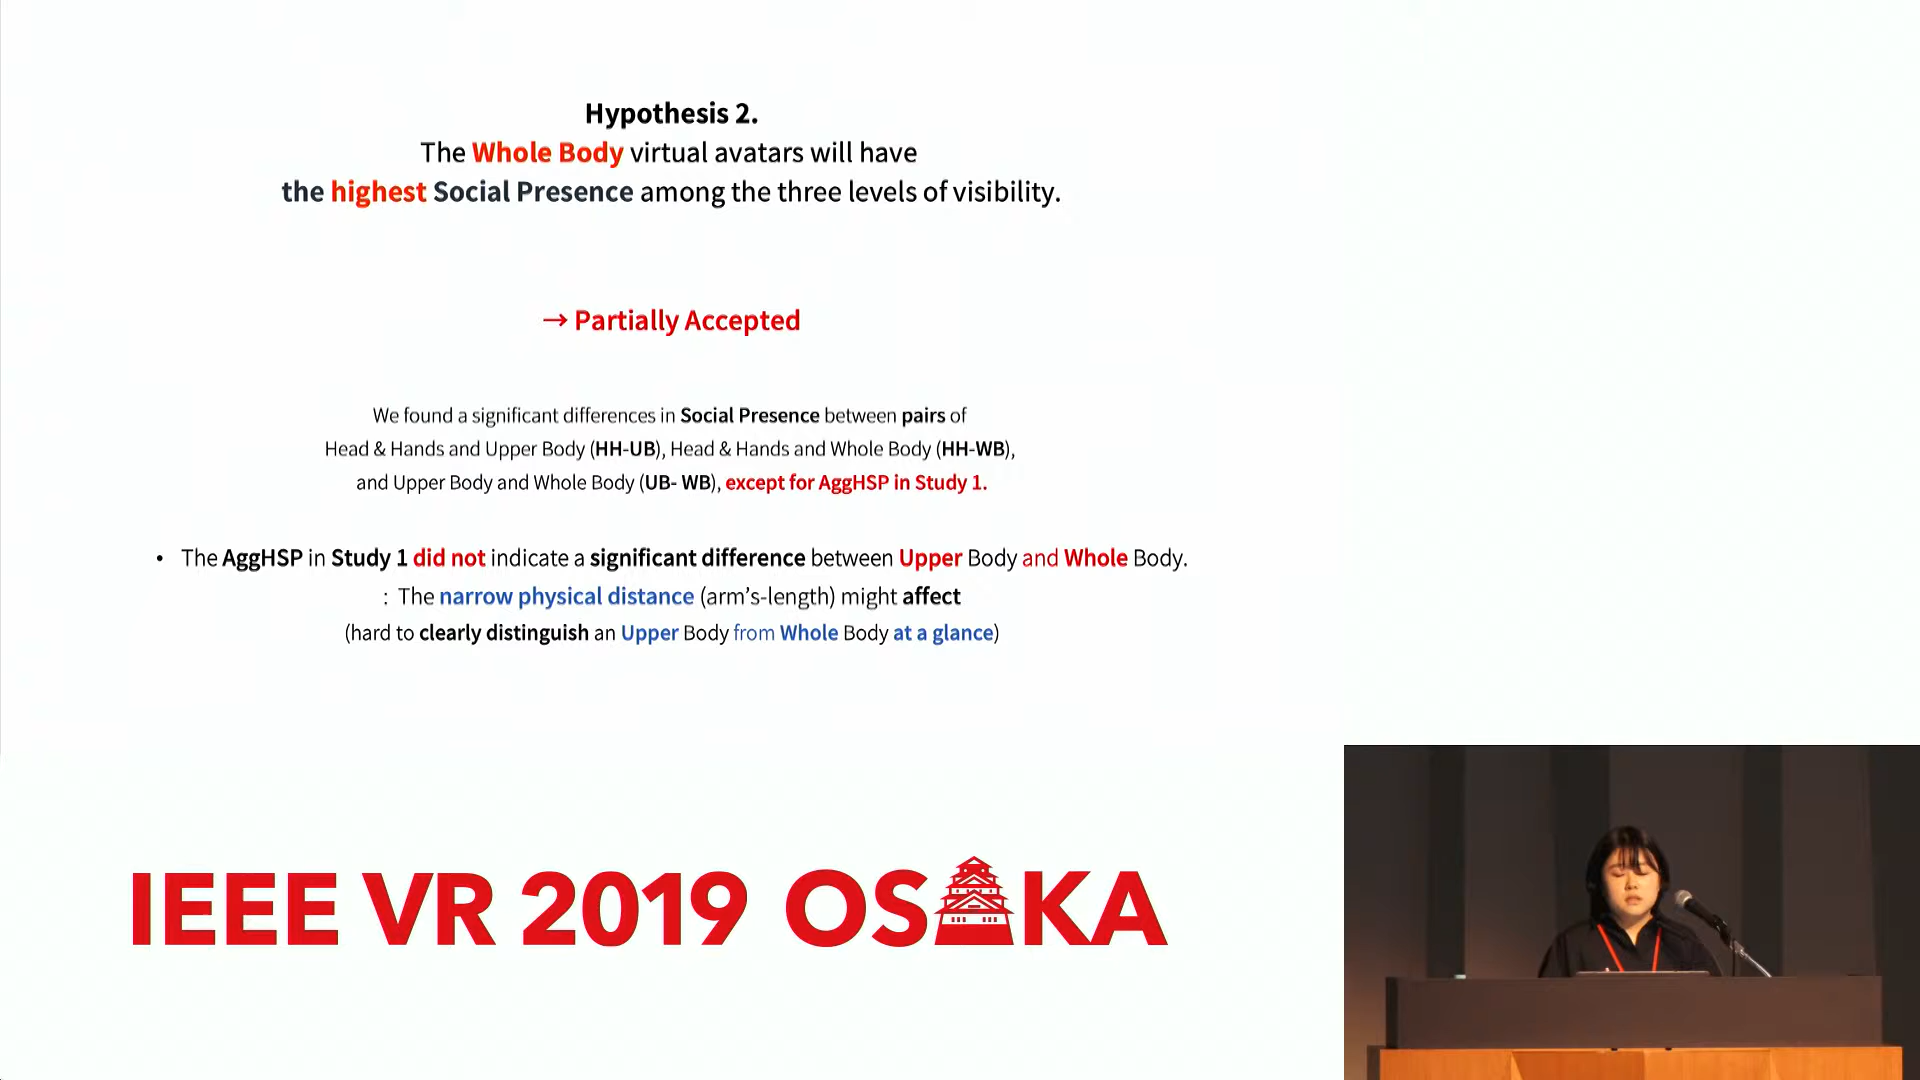 Hypothesis 2.
The Whole Body virtual avatars will have
the highest Social Presence among the three levels of visibility.
→ Partially Accepted
We found a significant differences in Social Presence between pairs of
Head & Hands and Upper Body (HH-UB), Head & Hands and Whole Body (HH-WB),
and Upper Body and Whole Body (UB- WB), except for AggHSP in Study 1.
• The AggHSP in Study 1 did not indicate a significant difference between Upper Body and Whole Body.
: The narrow physical distance (arm's-length) might affect
(hard to clearly distinguish an Upper Body from Whole Body at a glance)
IEEE VR 2019 OSAKA